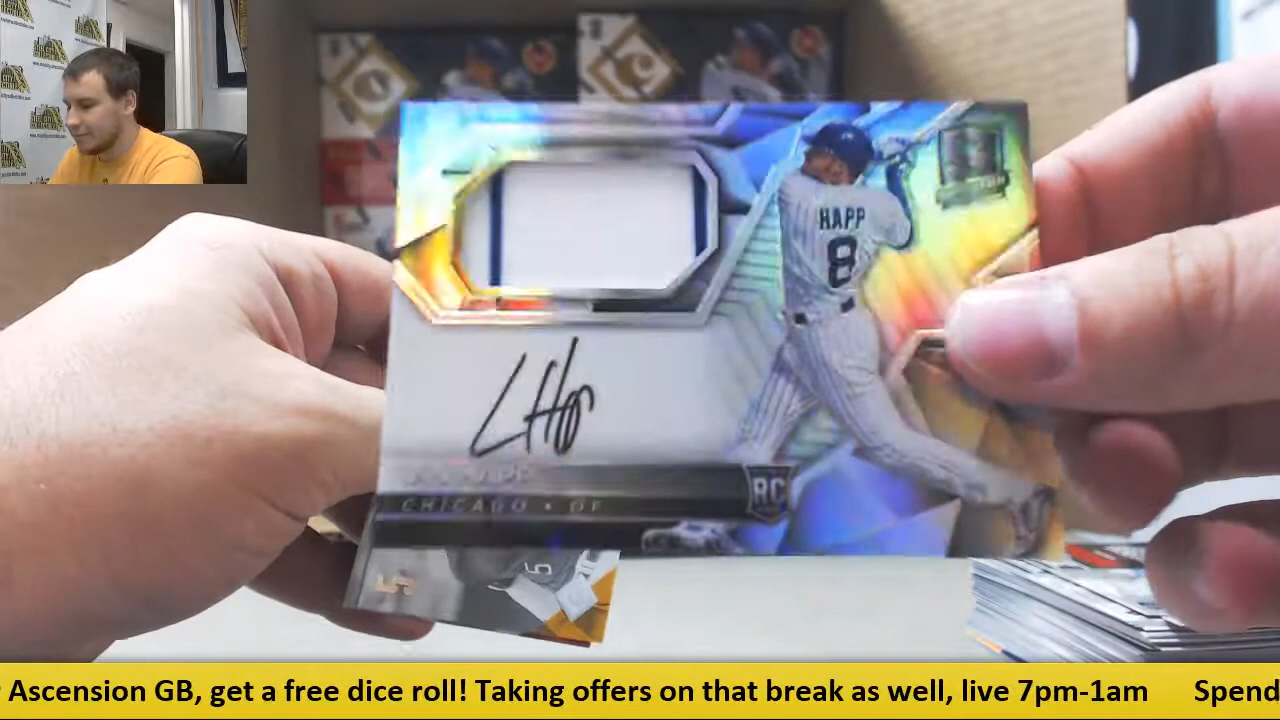 HAPP
8
CHICAGO • OF
RC
5
Ascension GB, get a free dice roll! Taking offers on that break as well, live 7pm-1am Spend